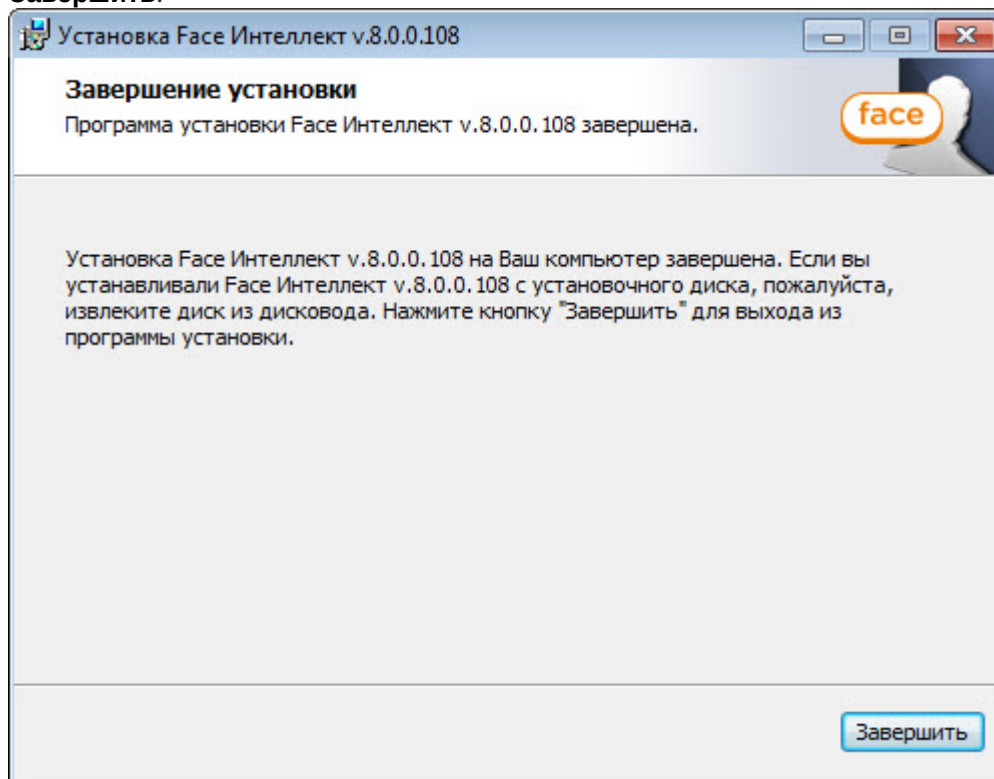 Завершить.
Установка Face Интеллект v.8.0.0.108
Завершение установки
Программа установки Face Интеллект v.8.0.0.108 завершена.
face
Установка Face Интеллект v.8.0.0.108 на Ваш компьютер завершена. Если вы
устанавливали Face Интеллект v.8.0.0.108 с установочного диска, пожалуйста,
извлеките диск из дисковода. Нажмите кнопку "Завершить" для выхода из
программы установки.
Завершить